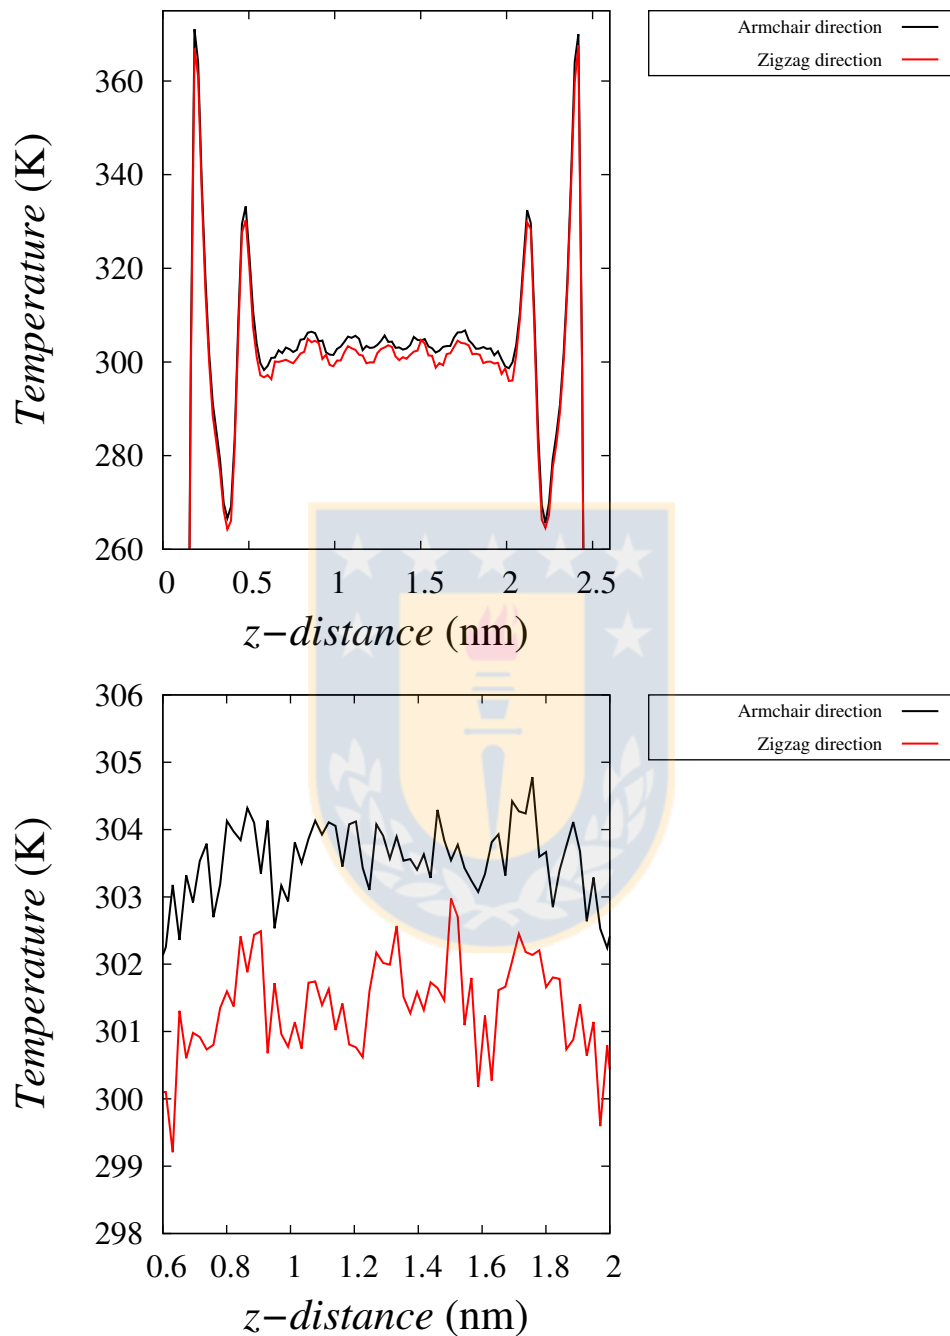 Armchair direction
Zigzag direction
360
340
320
300
280
260
Temperature (K)
0 0.5 1 1.5 2 2.5
z−distance (nm)
Armchair direction
Zigzag direction
306
305
304
303
302
301
300
299
298
Temperature (K)
0.6 0.8 1 1.2 1.4 1.6 1.8 2
z−distance (nm)